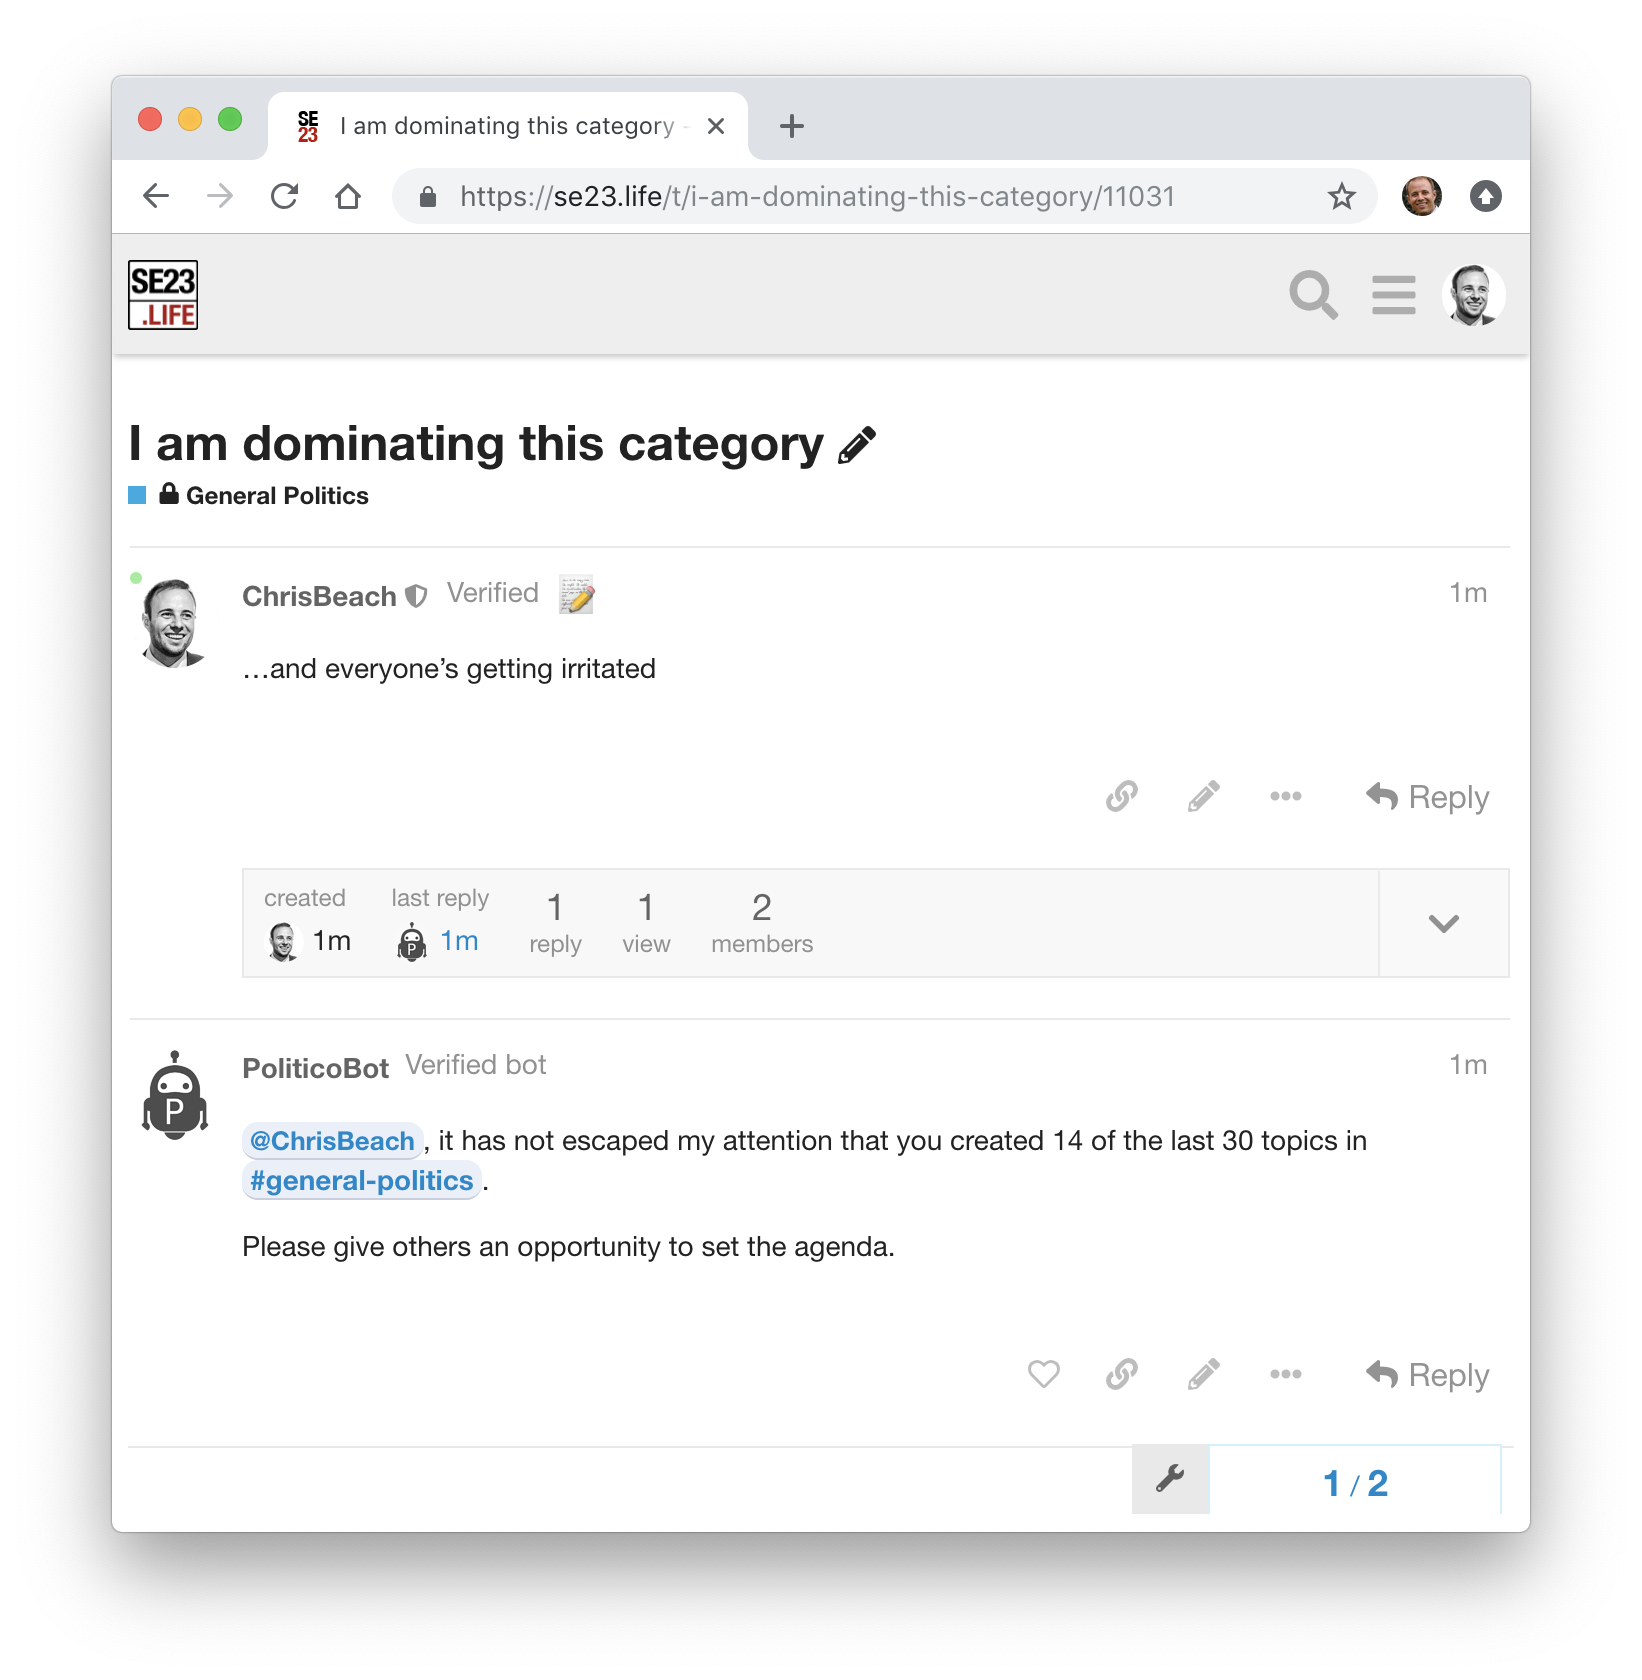 SE
23
I am dominating this category -
https://se23.life/t/i-am-dominating-this-category/11031
SE23
.LIFE
I am dominating this category
General Politics
ChrisBeach Verified 1m
…and everyone’s getting irritated
Reply
created last reply 1 1 2
1m P 1m reply view members
PoliticoBot Verified bot 1m
P
@ChrisBeach, it has not escaped my attention that you created 14 of the last 30 topics in
#general-politics.
Please give others an opportunity to set the agenda.
Reply
1 / 2